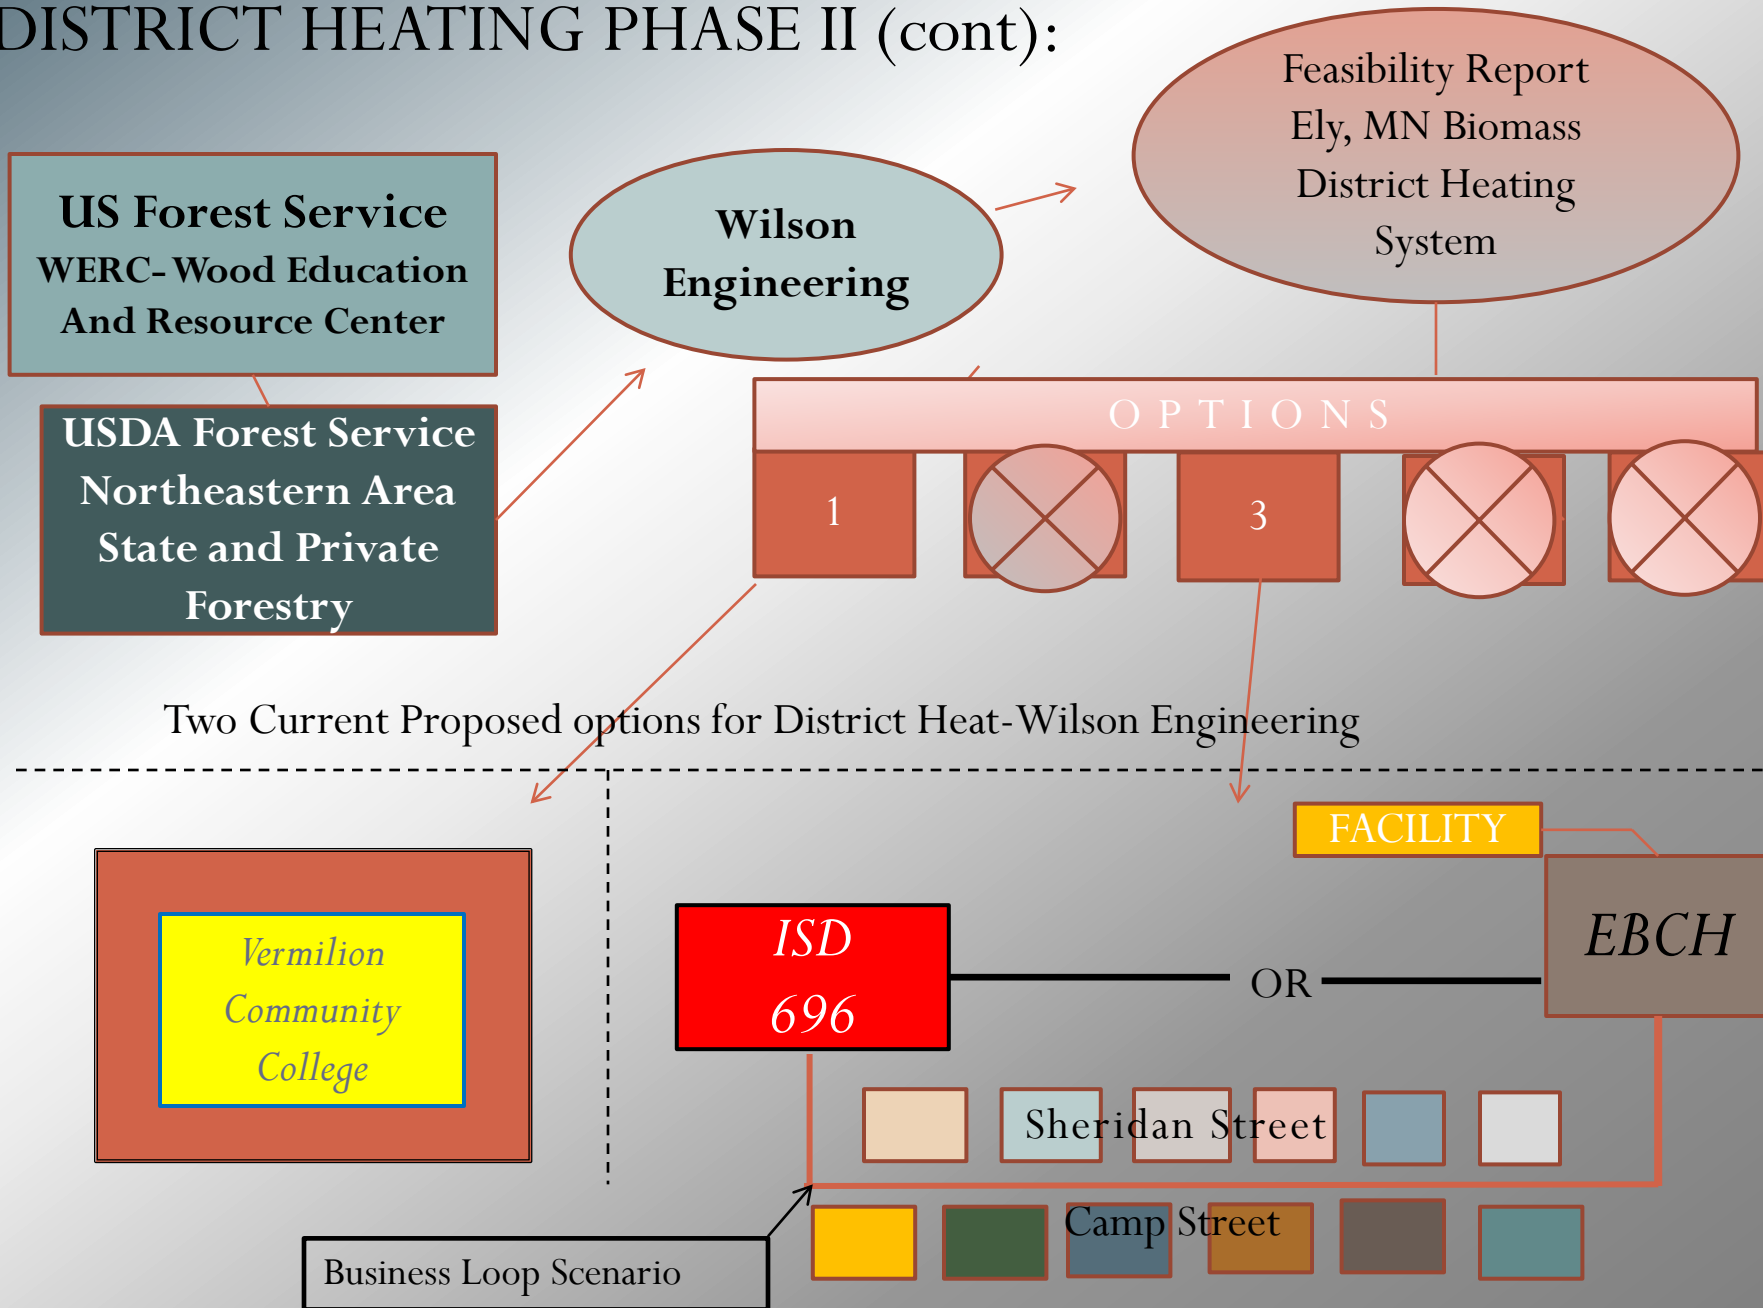 DISTRICT HEATING PHASE II (cont):
Feasibility Report
Ely, MN Biomass
District Heating
System
US Forest Service
WERC- Wood Education
And Resource Center
Wilson
Engineering
USDA Forest Service
Northeastern Area
State and Private
Forestry
OPTIONS
1
3
Two Current Proposed options for District Heat-Wilson Engineering
FACILITY
Vermilion
Community
College
ISD
696
OR
EBCH
Sheridan Street
Camp Street
Business Loop Scenario